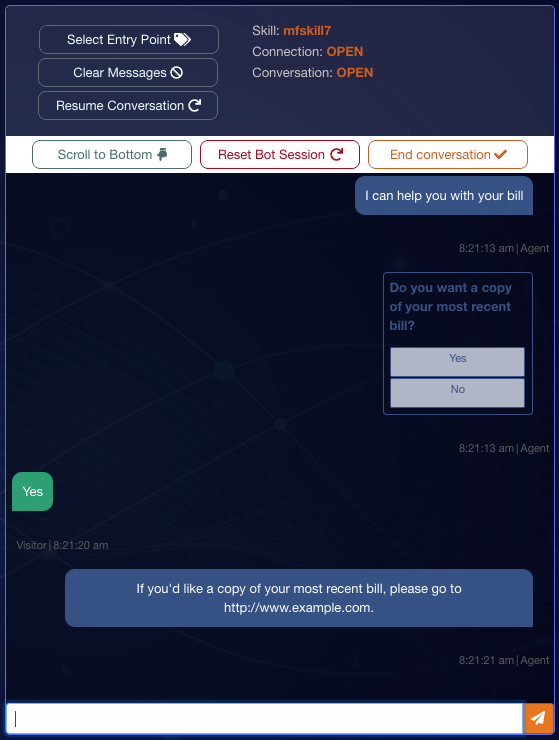 Select Entry Point
Clear Messages
Resume Conversation
Skill: mfskill7
Connection: OPEN
Conversation: OPEN
Scroll to Bottom
Reset Bot Session
End conversation
I can help you with your bill
8:21:13 am | Agent
Do you want a copy
of your most recent
bill?
Yes
No
8:21:13 am | Agent
Yes
Visitor | 8:21:20 am
If you'd like a copy of your most recent bill, please go to
http://www.example.com.
8:21:21 am | Agent